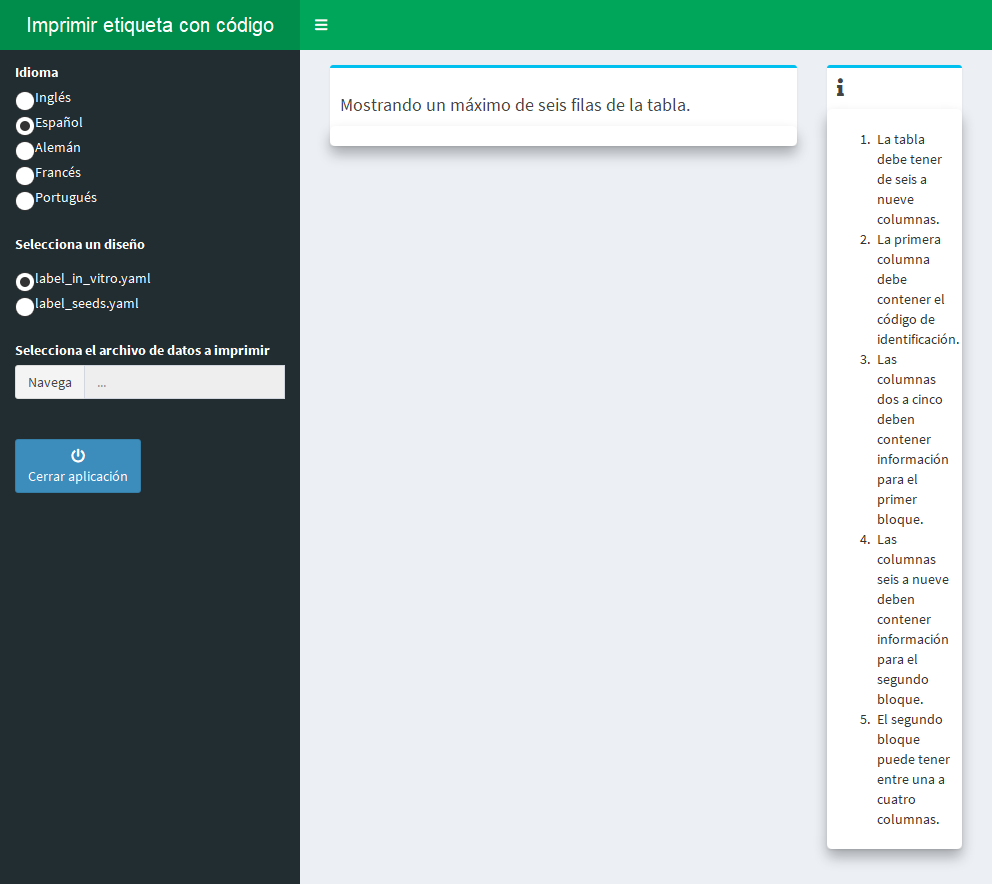 Imprimir etiqueta con código
Idioma
Inglés
Español
Alemán
Francés
Portugués
Selecciona un diseño
label_in_vitro.yaml
label_seeds.yaml
Selecciona el archivo de datos a imprimir
Navega
...
Cerrar aplicación
Mostrando un máximo de seis filas de la tabla.
1. La tabla
debe tener
de seis a
nueve
columnas.
2. La primera
columna
debe
contener el
código de
identificación.
3. Las
columnas
dos a cinco
deben
contener
información
para el
primer
bloque.
4. Las
columnas
seis a nueve
deben
contener
información
para el
segundo
bloque.
5. El segundo
bloque
puede tener
entre una a
cuatro
columnas.